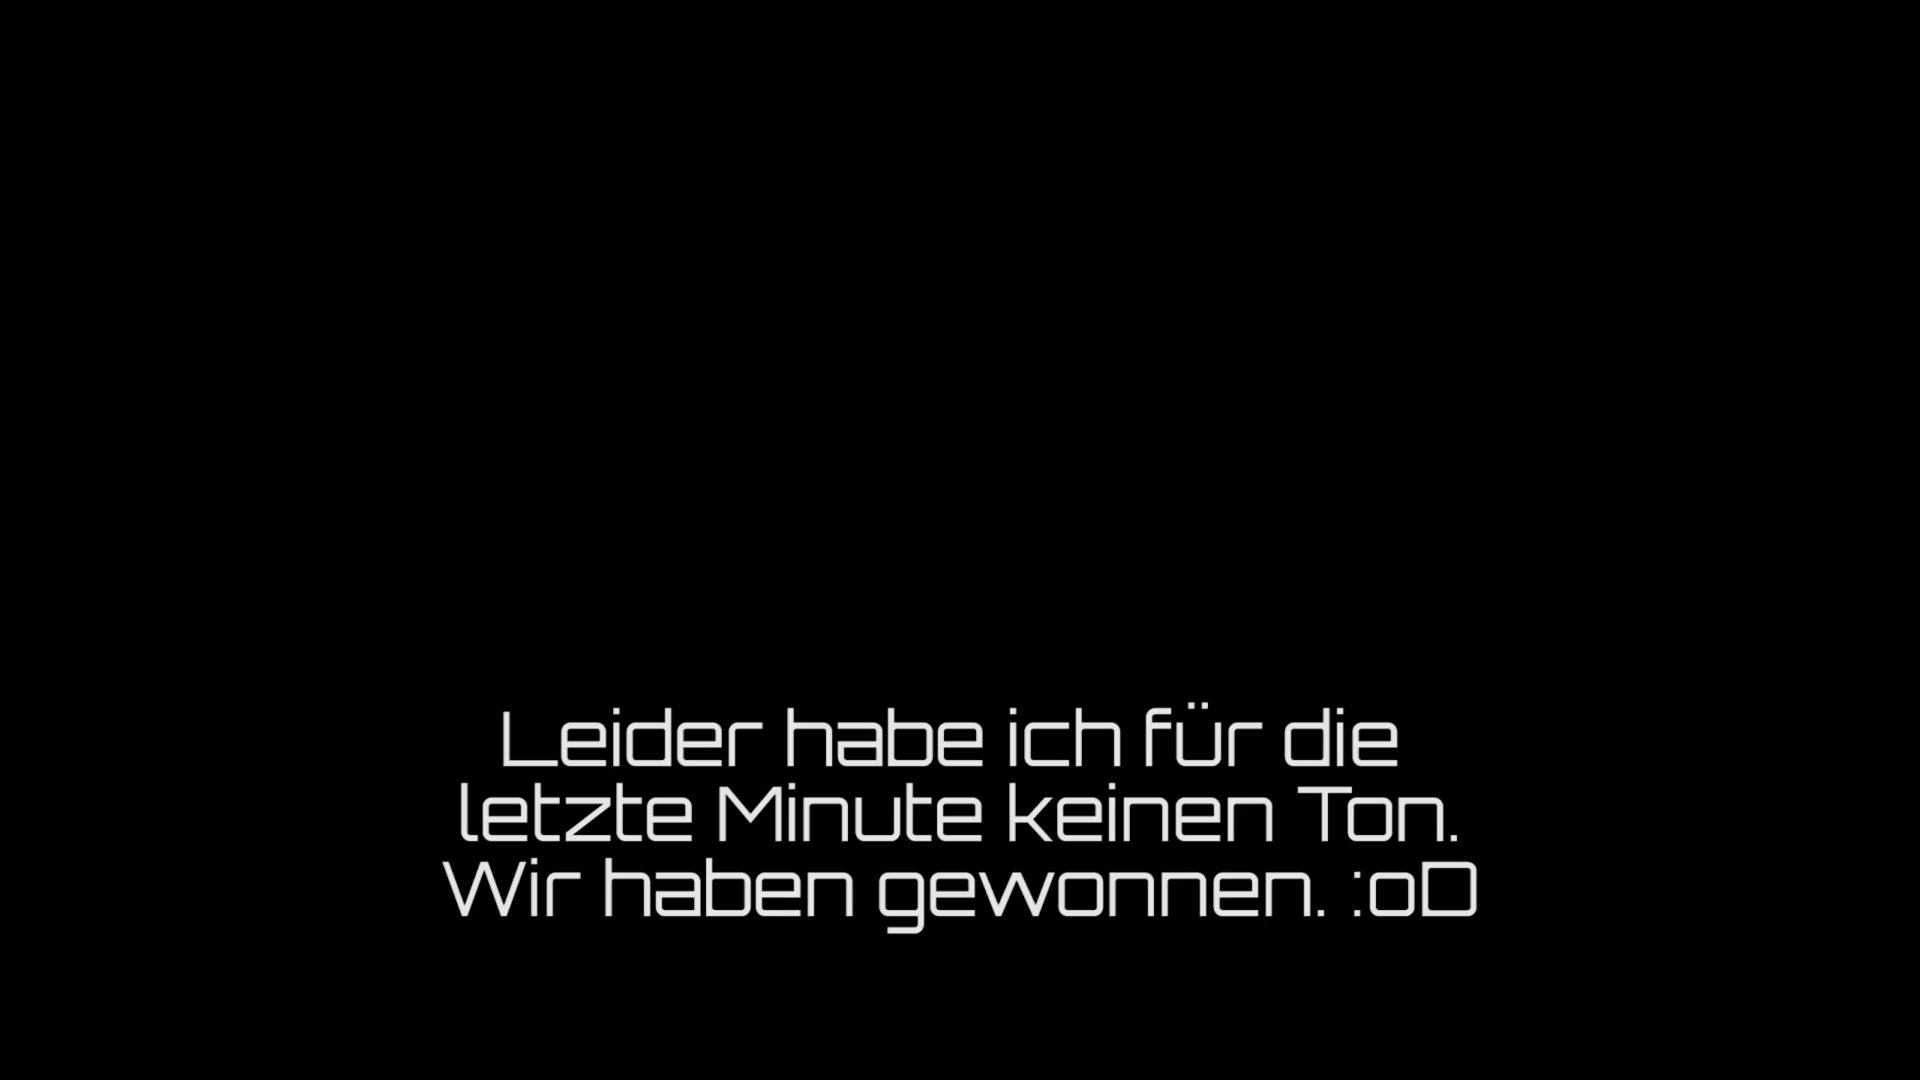 Leider habe ich für die
letzte Minute keinen Ton.
Wir haben gewonnen. :oD